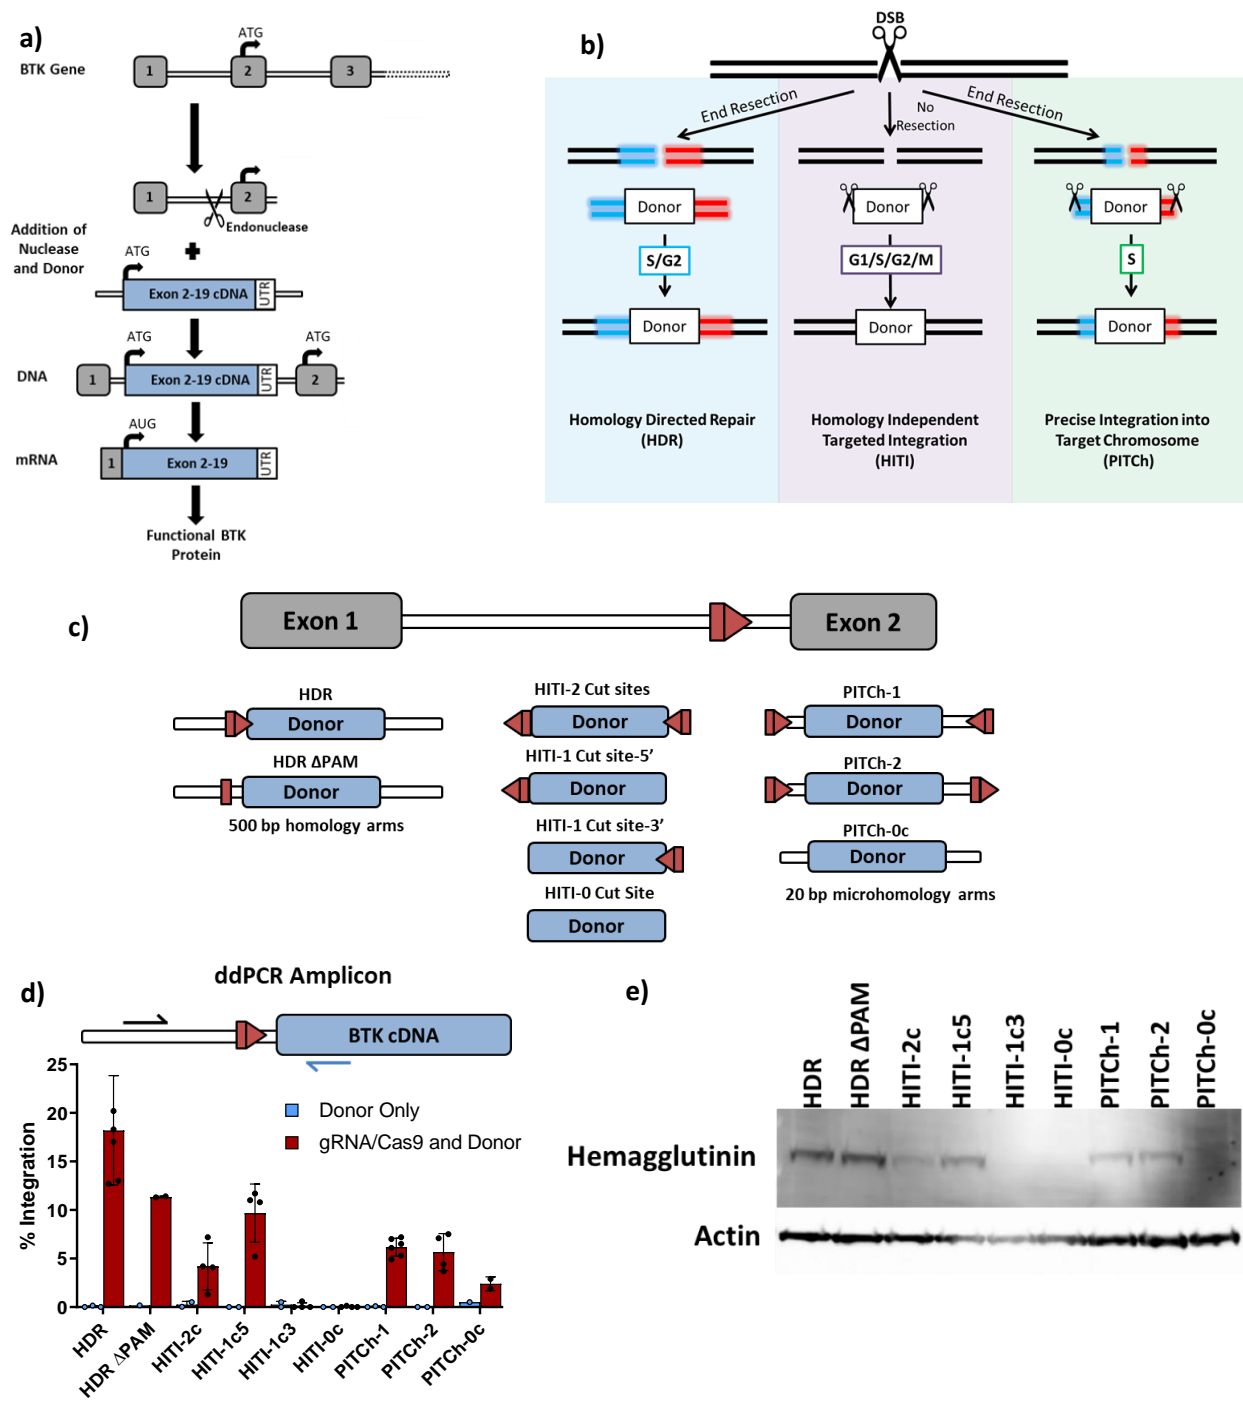 a)
ATG
BTK Gene
1
2
3
1
2
Endonuclease
Addition of
Nuclease
and Donor
ATG
Exon 2-19 cDNA
UTR
ATG
ATG
DNA
1
Exon 2-19 cDNA
UTR
2
AUG
mRNA
1
Exon 2-19
UTR
Functional BTK
Protein
b)
DSB
End Resection
No
Resection
End Resection
Donor
Donor
Donor
S/G2
G1/S/G2/M
S
Donor
Donor
Donor
Homology Directed Repair
(HDR)
Homology Independent
Targeted Integration
(HITI)
Precise Integration into
Target Chromosome
(PITCh)
c)
Exon 1
Exon 2
HDR
Donor
HDR ΔPAM
Donor
500 bp homology arms
HITI-2 Cut sites
Donor
HITI-1 Cut site-5’
Donor
HITI-1 Cut site-3’
Donor
HITI-0 Cut Site
Donor
PITCh-1
Donor
PITCh-2
Donor
PITCh-0c
Donor
20 bp microhomology arms
d)
ddPCR Amplicon
BTK cDNA
% Integration
25
20
15
10
5
0
Donor Only
gRNA/Cas9 and Donor
HDR
HDR ΔPAM
HITI-2c
HITI-1c5
HITI-1c3
HITI-0c
PITCh-1
PITCh-2
PITCh-0c
e)
HDR
HDR ΔPAM
HITI-2c
HITI-1c5
HITI-1c3
HITI-0c
PITCh-1
PITCh-2
PITCh-0c
Hemagglutinin
Actin